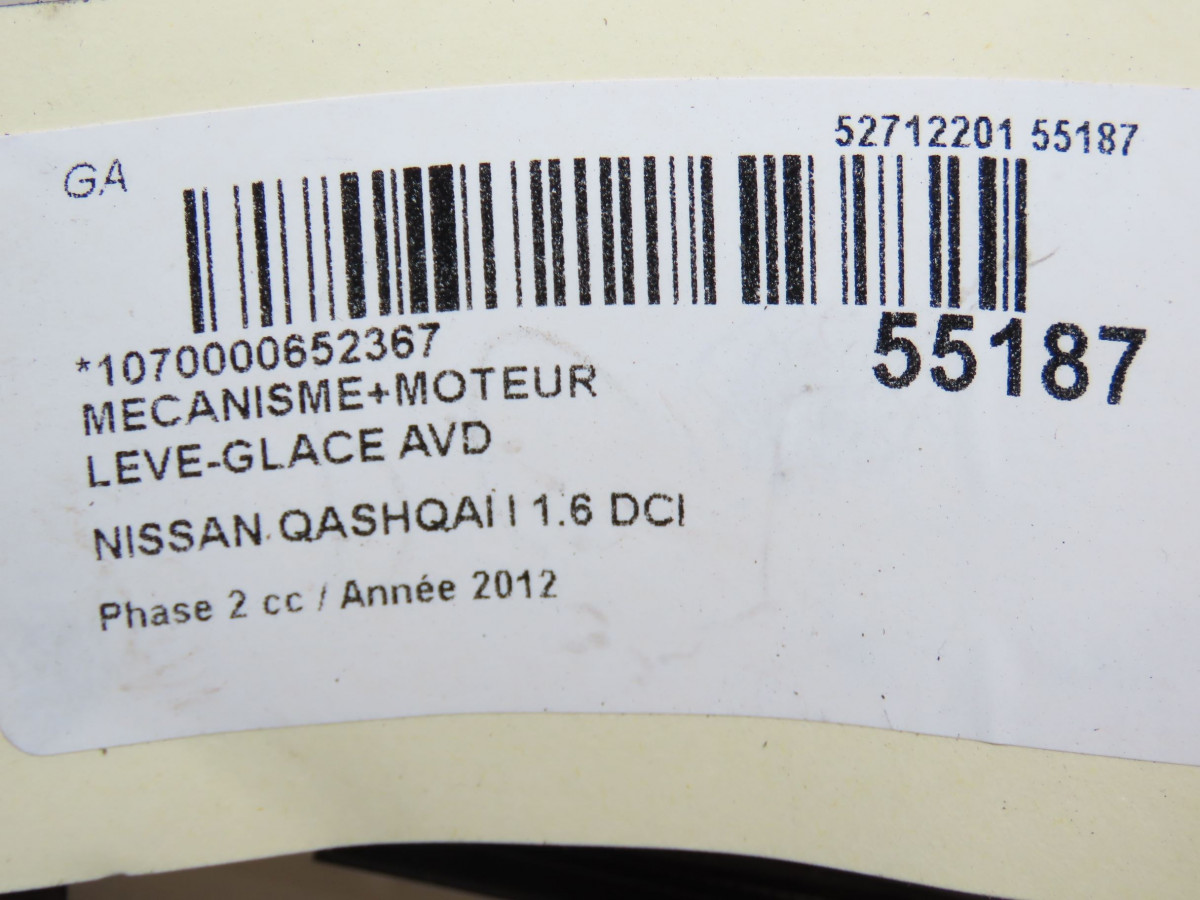 52712201 55187
GA
*1070000652367
55187
MECANISME+MOTEUR
LEVE-GLACE AVD
NISSAN QASHQAI I 1.6 DCI
Phase 2 cc / Année 2012